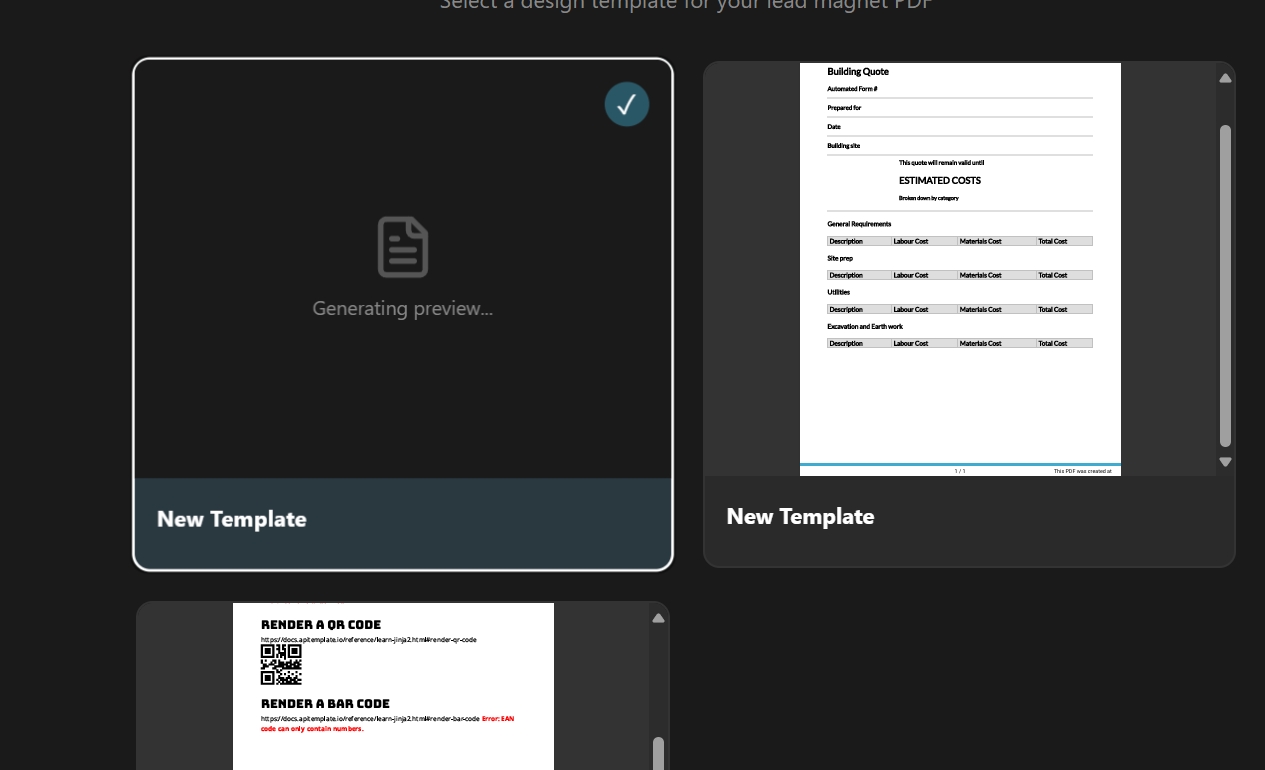 Select a design template for your lead magnet PDF
Generating preview...
New Template
Building Quote
Automated Form #
Prepared for
Date
Building site
This quote will remain valid until
ESTIMATED COSTS
Broken down by category
General Requirements
Description Labour Cost Materials Cost Total Cost
Site prep
Description Labour Cost Materials Cost Total Cost
Utilities
Description Labour Cost Materials Cost Total Cost
Excavation and Earth work
Description Labour Cost Materials Cost Total Cost
1 / 1 This PDF was created at
New Template
RENDER A QR CODE
https://docs.apitemplate.io/reference/learn-jinja2.html#render-qr-code
RENDER A BAR CODE
https://docs.apitemplate.io/reference/learn-jinja2.html#render-bar-code Error: EAN
code can only contain numbers.